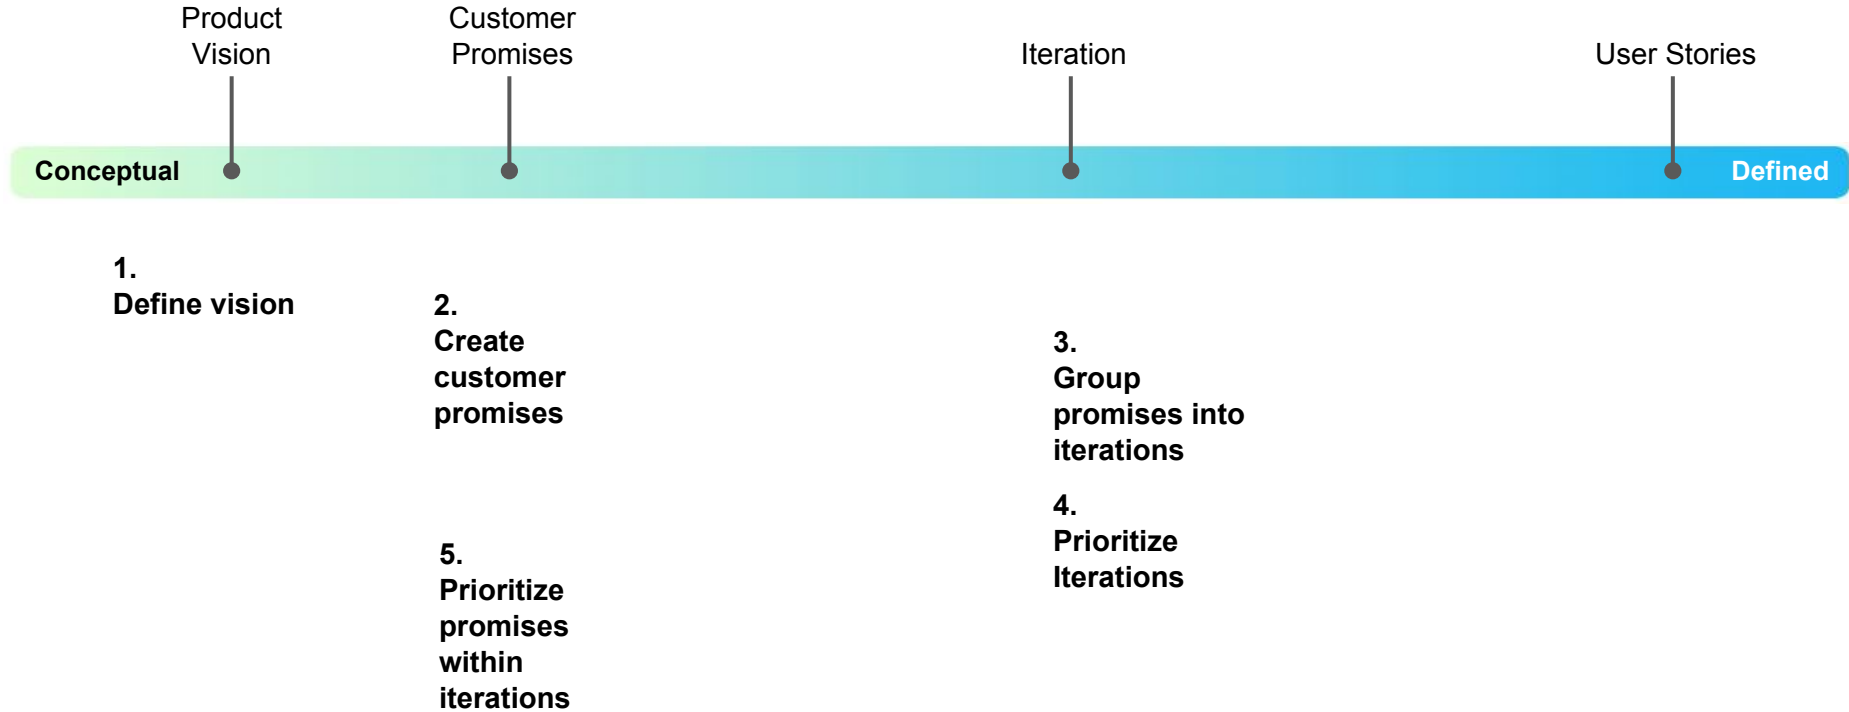 Product
Vision
Customer
Promises
Iteration
User Stories
Conceptual
Defined
1.
Define vision
2.
Create
customer
promises
3.
Group
promises into
iterations
4.
Prioritize
Iterations
5.
Prioritize
promises
within
iterations